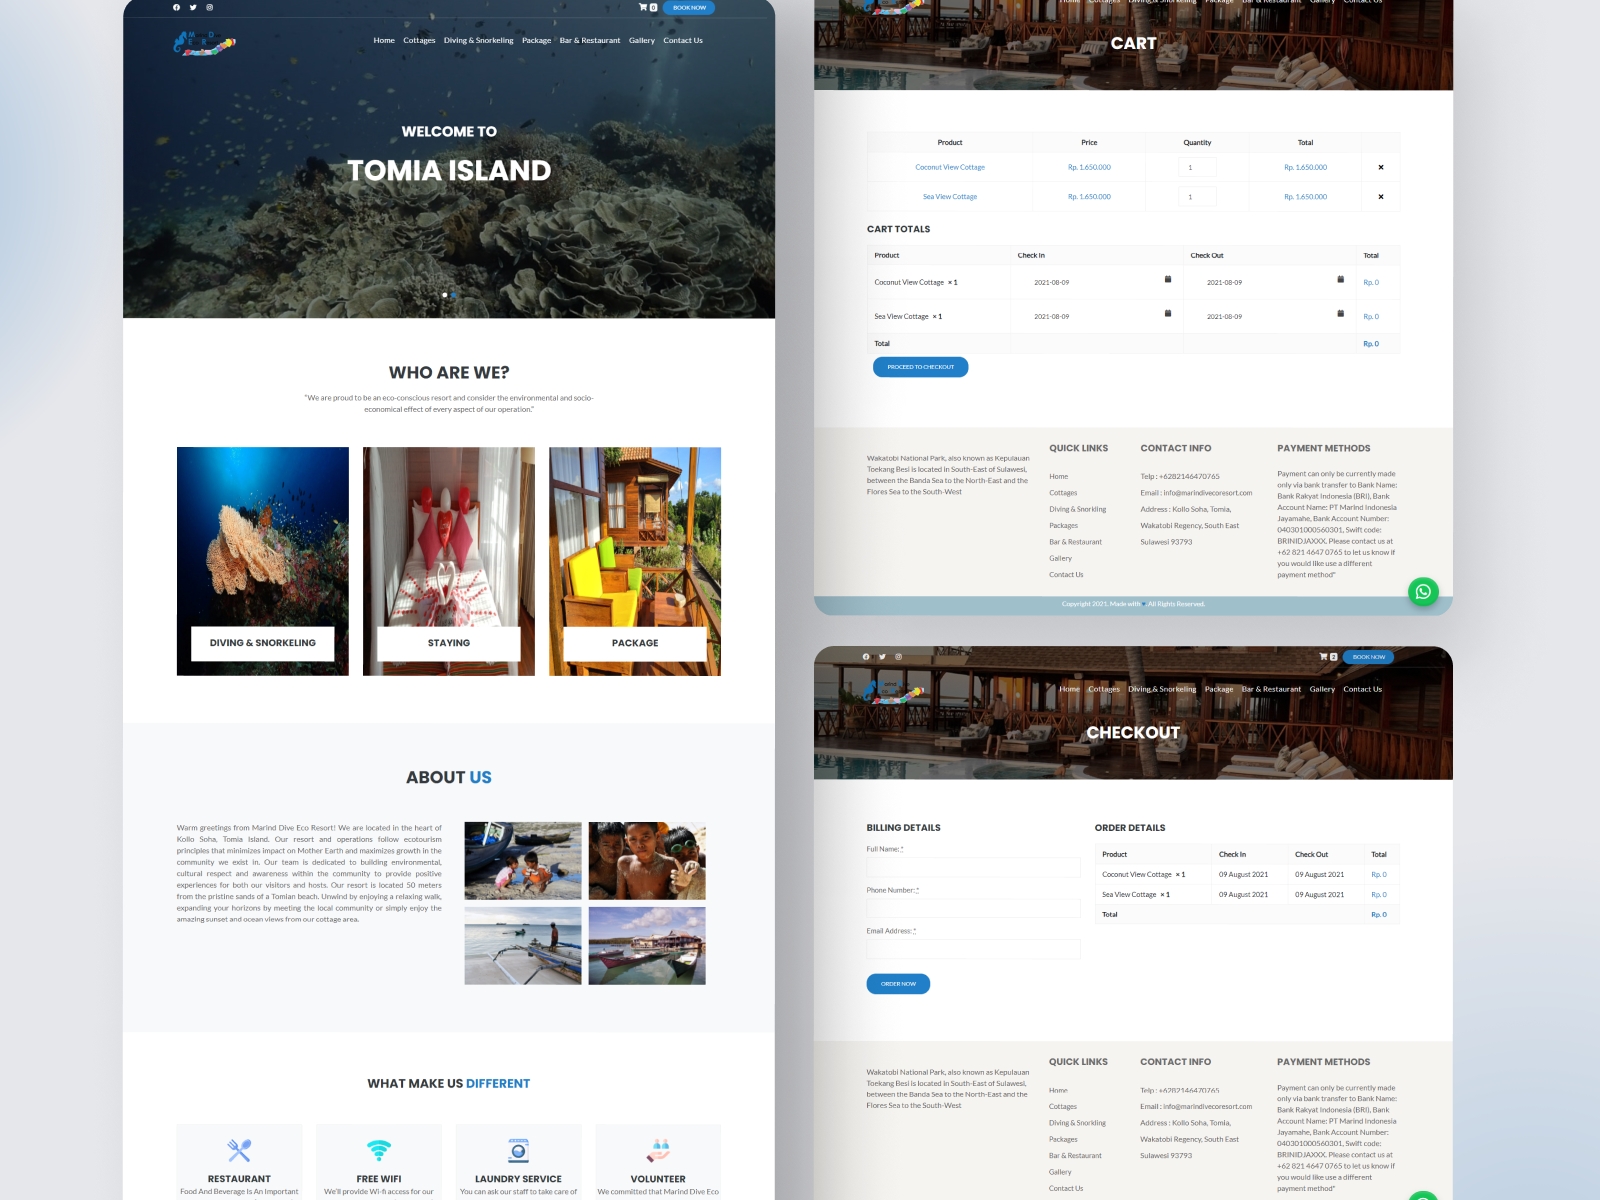 0
BOOK NOW
Home Cottages Diving & Snorkeling Package Bar & Restaurant Gallery Contact Us
WELCOME TO
TOMIA ISLAND
WHO ARE WE?
"We are proud to be an eco-conscious resort and consider the environmental and socio-
economical effect of every aspect of our operation."
DIVING & SNORKELING
STAYING
PACKAGE
ABOUT US
Warm greetings from Marind Dive Eco Resort! We are located in the heart of
Kollo Soha, Tomia Island. Our resort and operations follow ecotourism
principles that minimizes impact on Mother Earth and maximizes growth in the
community we exist in. Our team is dedicated to building environmental,
cultural respect and awareness within the community to provide positive
experiences for both our visitors and hosts. Our resort is located 50 meters
from the pristine sands of a Tomian beach. Unwind by enjoying a relaxing walk,
expanding your horizons by meeting the local community or simply enjoy the
amazing sunset and ocean views from our cottage area.
WHAT MAKE US DIFFERENT
RESTAURANT
Food And Beverage Is An Important
FREE WIFI
We'll provide Wi-fi access for our
LAUNDRY SERVICE
You can ask our staff to take care of
VOLUNTEER
We committed that Marind Dive Eco
Home Cottages Diving & Snorkeling Package Bar & Restaurant Gallery Contact Us
CART
Product Price Quantity Total
Coconut View Cottage Rp. 1.650.000 1 Rp. 1.650.000 ×
Sea View Cottage Rp. 1.650.000 1 Rp. 1.650.000 ×
CART TOTALS
Product Check In Check Out Total
Coconut View Cottage × 1 2021-08-09 2021-08-09 Rp. 0
Sea View Cottage × 1 2021-08-09 2021-08-09 Rp. 0
Total Rp. 0
PROCEED TO CHECKOUT
Wakatobi National Park, also known as Kepulauan
Toekang Besi is located in South-East of Sulawesi,
between the Banda Sea to the North-East and the
Flores Sea to the South-West
QUICK LINKS
Home
Cottages
Diving & Snorkling
Packages
Bar & Restaurant
Gallery
Contact Us
CONTACT INFO
Telp : +6282146470765
Email : info@marindivecoresort.com
Address : Kollo Soha, Tomia,
Wakatobi Regency, South East
Sulawesi 93793
PAYMENT METHODS
Payment can only be currently made
only via bank transfer to Bank Name:
Bank Rakyat Indonesia (BRI), Bank
Account Name: PT Marind Indonesia
Jayamahe, Bank Account Number:
040301000560301, Swift code:
BRINIDJAXXX. Please contact us at
+62 821 4647 0765 to let us know if
you would like use a different
payment method"
Copyright 2021. Made with ♥ All Rights Reserved.
2
BOOK NOW
Home Cottages Diving & Snorkeling Package Bar & Restaurant Gallery Contact Us
CHECKOUT
BILLING DETAILS
Full Name: *
Phone Number: *
Email Address: *
ORDER NOW
ORDER DETAILS
Product Check In Check Out Total
Coconut View Cottage × 1 09 August 2021 09 August 2021 Rp. 0
Sea View Cottage × 1 09 August 2021 09 August 2021 Rp. 0
Total Rp. 0
Wakatobi National Park, also known as Kepulauan
Toekang Besi is located in South-East of Sulawesi,
between the Banda Sea to the North-East and the
Flores Sea to the South-West
QUICK LINKS
Home
Cottages
Diving & Snorkling
Packages
Bar & Restaurant
Gallery
Contact Us
CONTACT INFO
Telp : +6282146470765
Email : info@marindivecoresort.com
Address : Kollo Soha, Tomia,
Wakatobi Regency, South East
Sulawesi 93793
PAYMENT METHODS
Payment can only be currently made
only via bank transfer to Bank Name:
Bank Rakyat Indonesia (BRI), Bank
Account Name: PT Marind Indonesia
Jayamahe, Bank Account Number:
040301000560301, Swift code:
BRINIDJAXXX. Please contact us at
+62 821 4647 0765 to let us know if
you would like use a different
payment method"